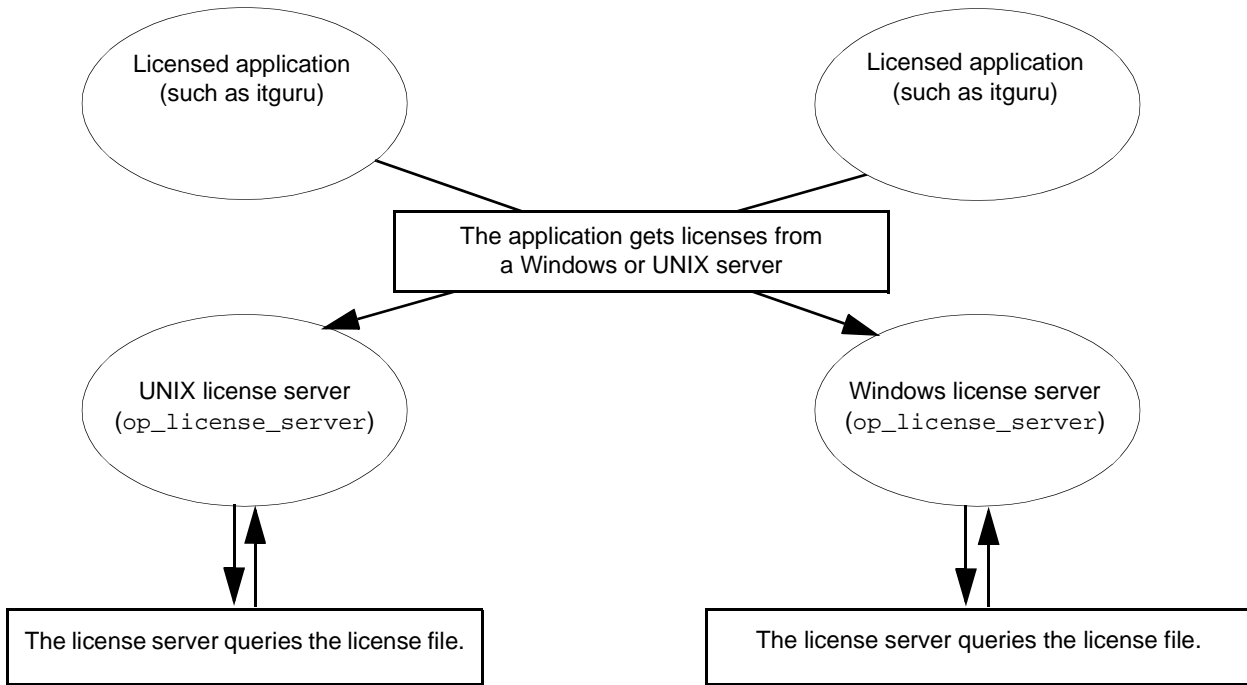 Licensed application
(such as itguru)
Licensed application
(such as itguru)
The application gets licenses from
a Windows or UNIX server
UNIX license server
(op_license_server)
Windows license server
(op_license_server)
The license server queries the license file.
The license server queries the license file.